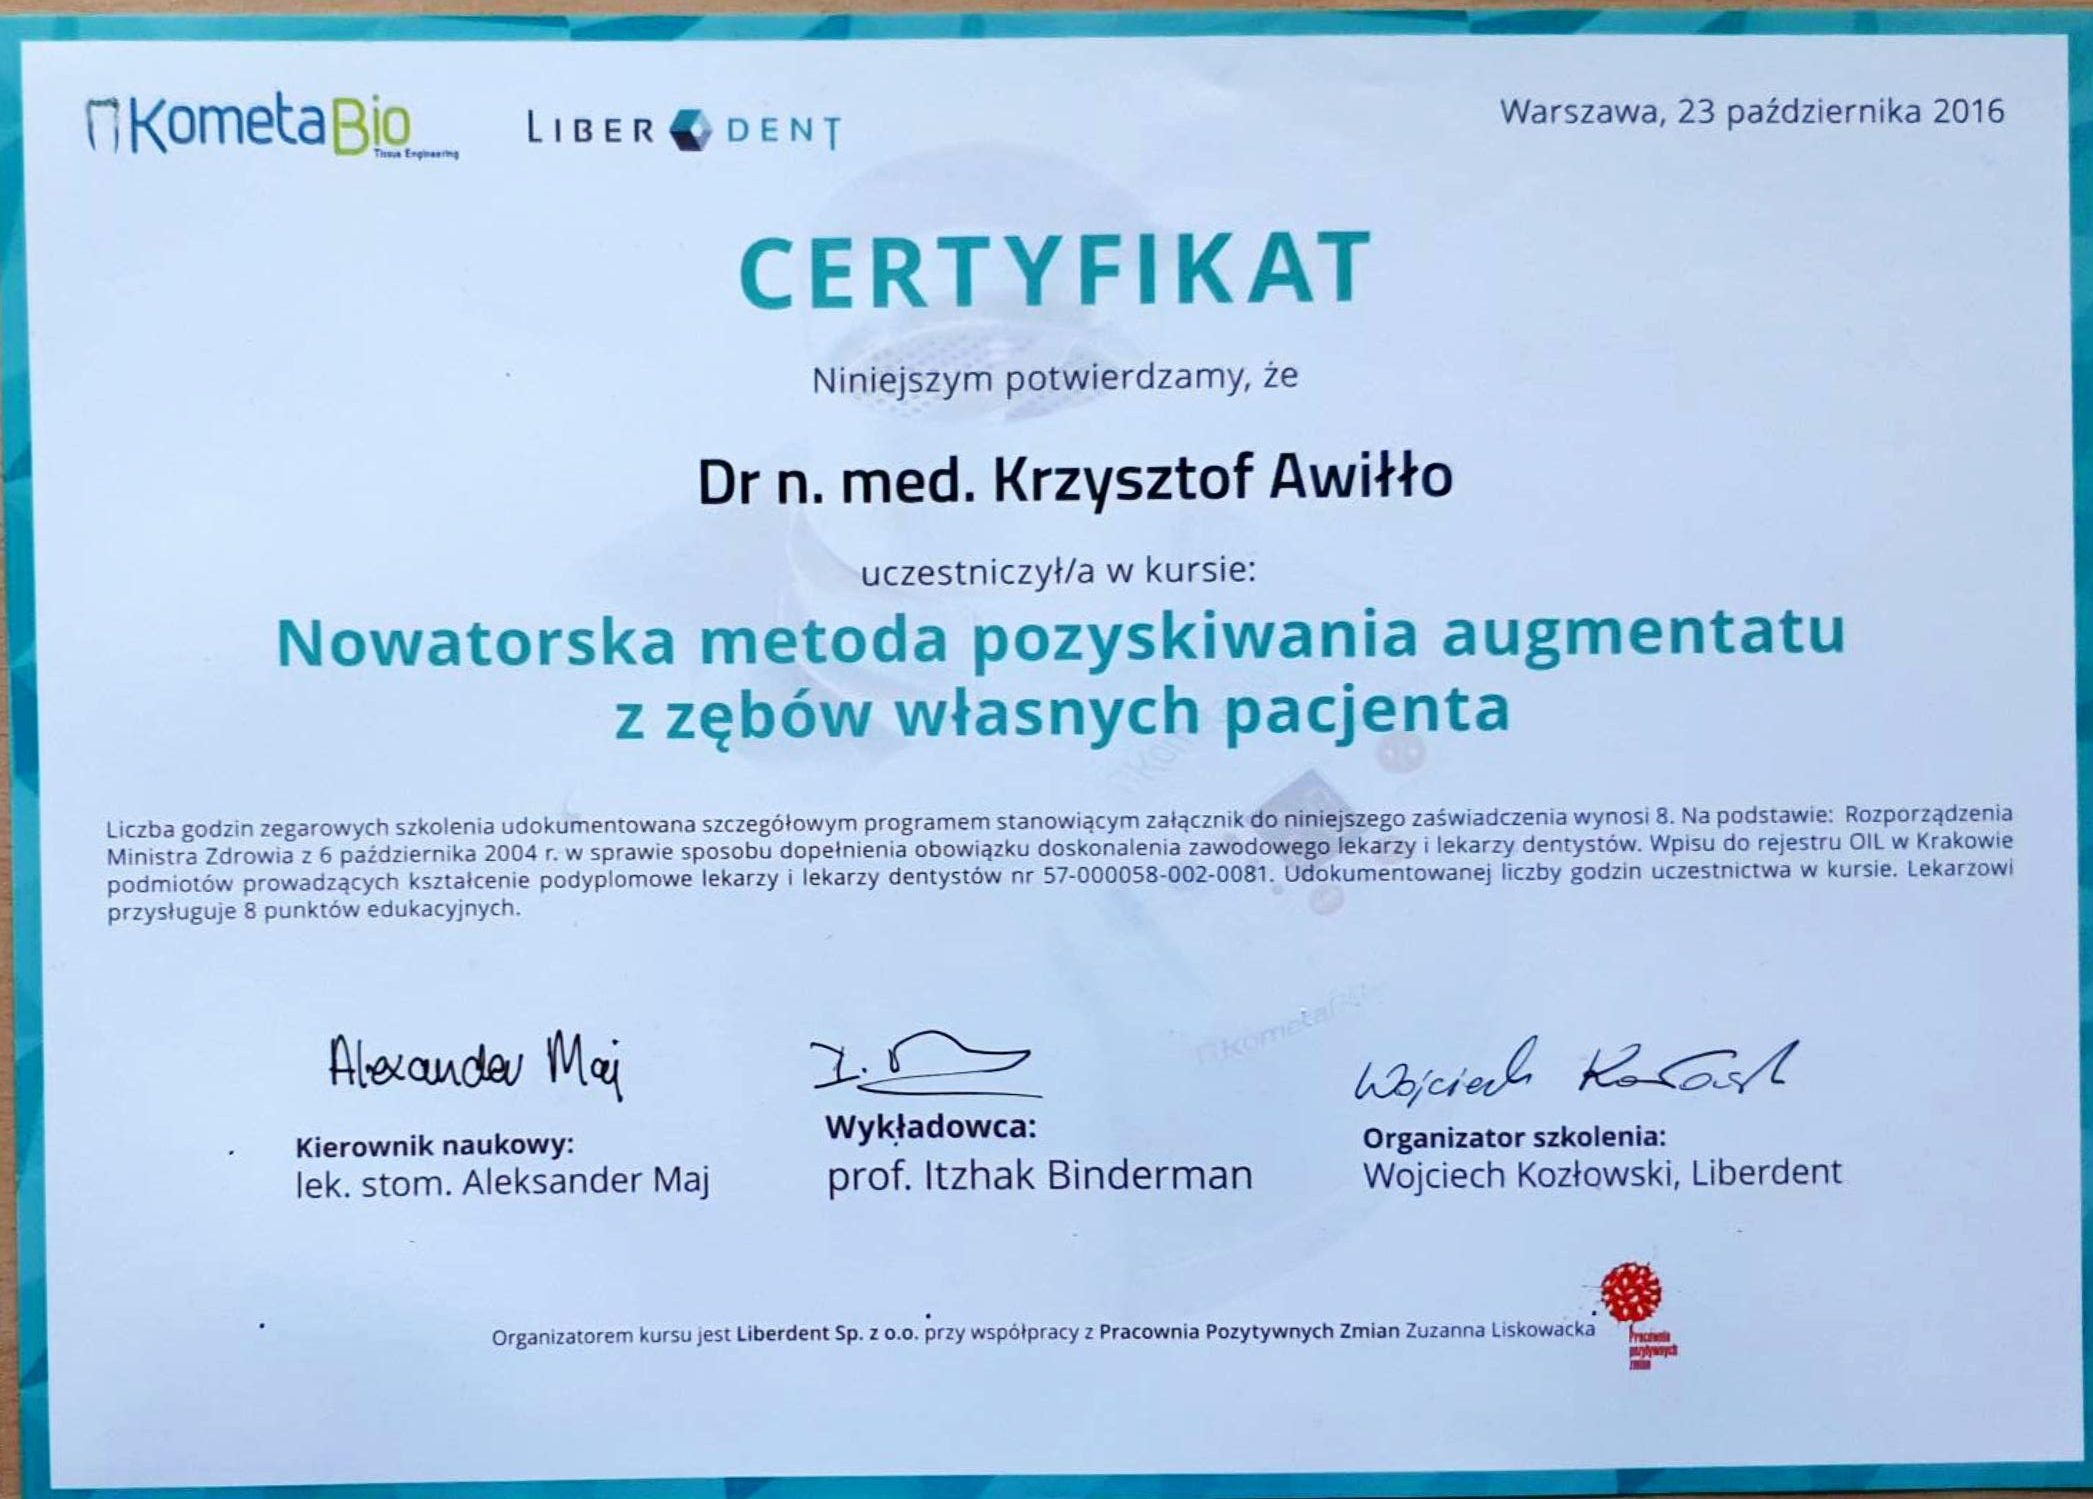 KometaBio
Tissue Engineering
LIBERDENT
Warszawa, 23 października 2016
CERTYFIKAT
Niniejszym potwierdzamy, że
Dr n. med. Krzysztof Awiłło
uczestniczył/a w kursie:
Nowatorska metoda pozyskiwania augmentatu
z zębów własnych pacjenta
Liczba godzin zegarowych szkolenia udokumentowana szczegółowym programem stanowiącym załącznik do niniejszego zaświadczenia wynosi 8. Na podstawie: Rozporządzenia
Ministra Zdrowia z 6 października 2004 r. w sprawie sposobu dopełnienia obowiązku doskonalenia zawodowego lekarzy i lekarzy dentystów. Wpisu do rejestru OIL w Krakowie
podmiotów prowadzących kształcenie podyplomowe lekarzy i lekarzy dentystów nr 57-000058-002-0081. Udokumentowanej liczby godzin uczestnictwa w kursie. Lekarzowi
przysługuje 8 punktów edukacyjnych.
Alexander Maj
Wojciech
Kierownik naukowy:
lek. stom. Aleksander Maj
Wykładowca:
prof. Itzhak Binderman
Organizator szkolenia:
Wojciech Kozłowski, Liberdent
KometaBio
Organizatorem kursu jest Liberdent Sp. z o.o. przy współpracy z Pracownia Pozytywnych Zmian Zuzanna Liskowacka
Pracownia
pozytywnych
zmian